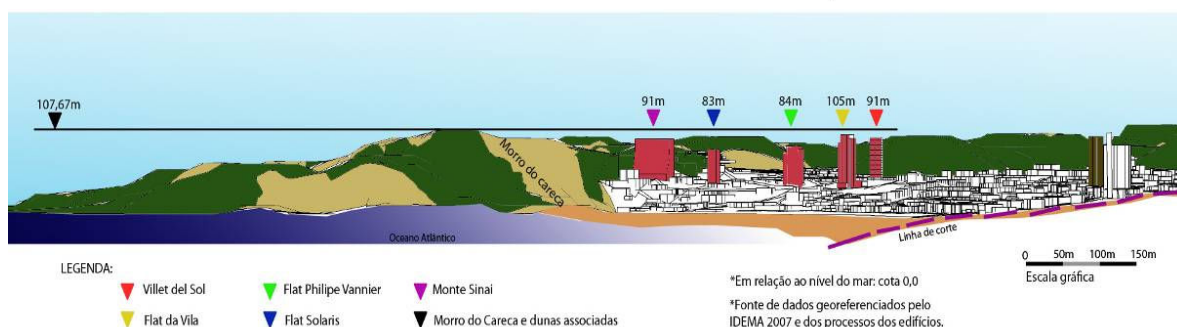 107,67m
91m
83m
84m
105m
91m
Morro do Careca
Oceano Atlântico
Linha de corte
0 50m 100m 150m
Escala gráfica
LEGENDA:
Villet del Sol
Flat Philipe Vannier
Monte Sinai
Flat da Vila
Flat Solaris
Morro do Careca e dunas associadas
*Em relação ao nível do mar: cota 0,0
*Fonte de dados georeferenciados pelo
IDEMA 2007 e dos processos dos edifícios.